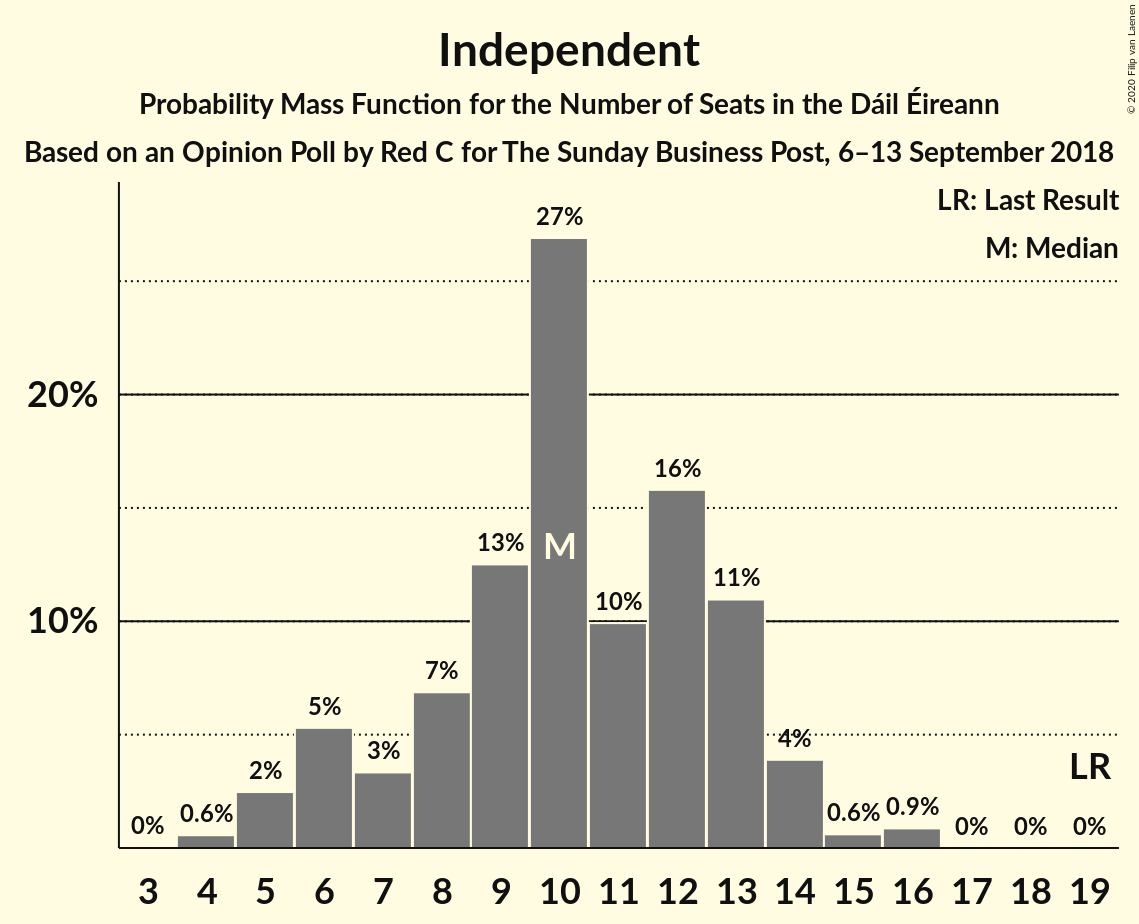 Independent
Probability Mass Function for the Number of Seats in the Dáil Éireann
Based on an Opinion Poll by Red C for The Sunday Business Post, 6–13 September 2018
© 2020 Filip van Laenen
LR: Last Result
M: Median
27%
20%
16%
13%
M
11%
10%
10%
7%
5%
3%
4%
LR
2%
0%
0.6%
0.6%
0.9%
0%
0%
0%
3 4 5 6 7 8 9 10 11 12 13 14 15 16 17 18 19